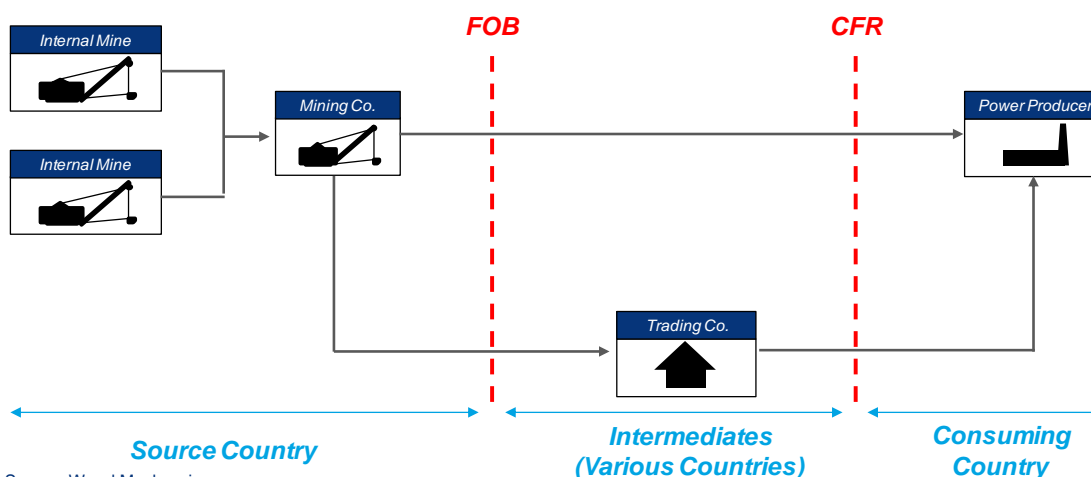 FOB
CFR
Internal Mine
Mining Co.
Power Producer
Internal Mine
Trading Co.
Source Country
Intermediates
(Various Countries)
Consuming
Country